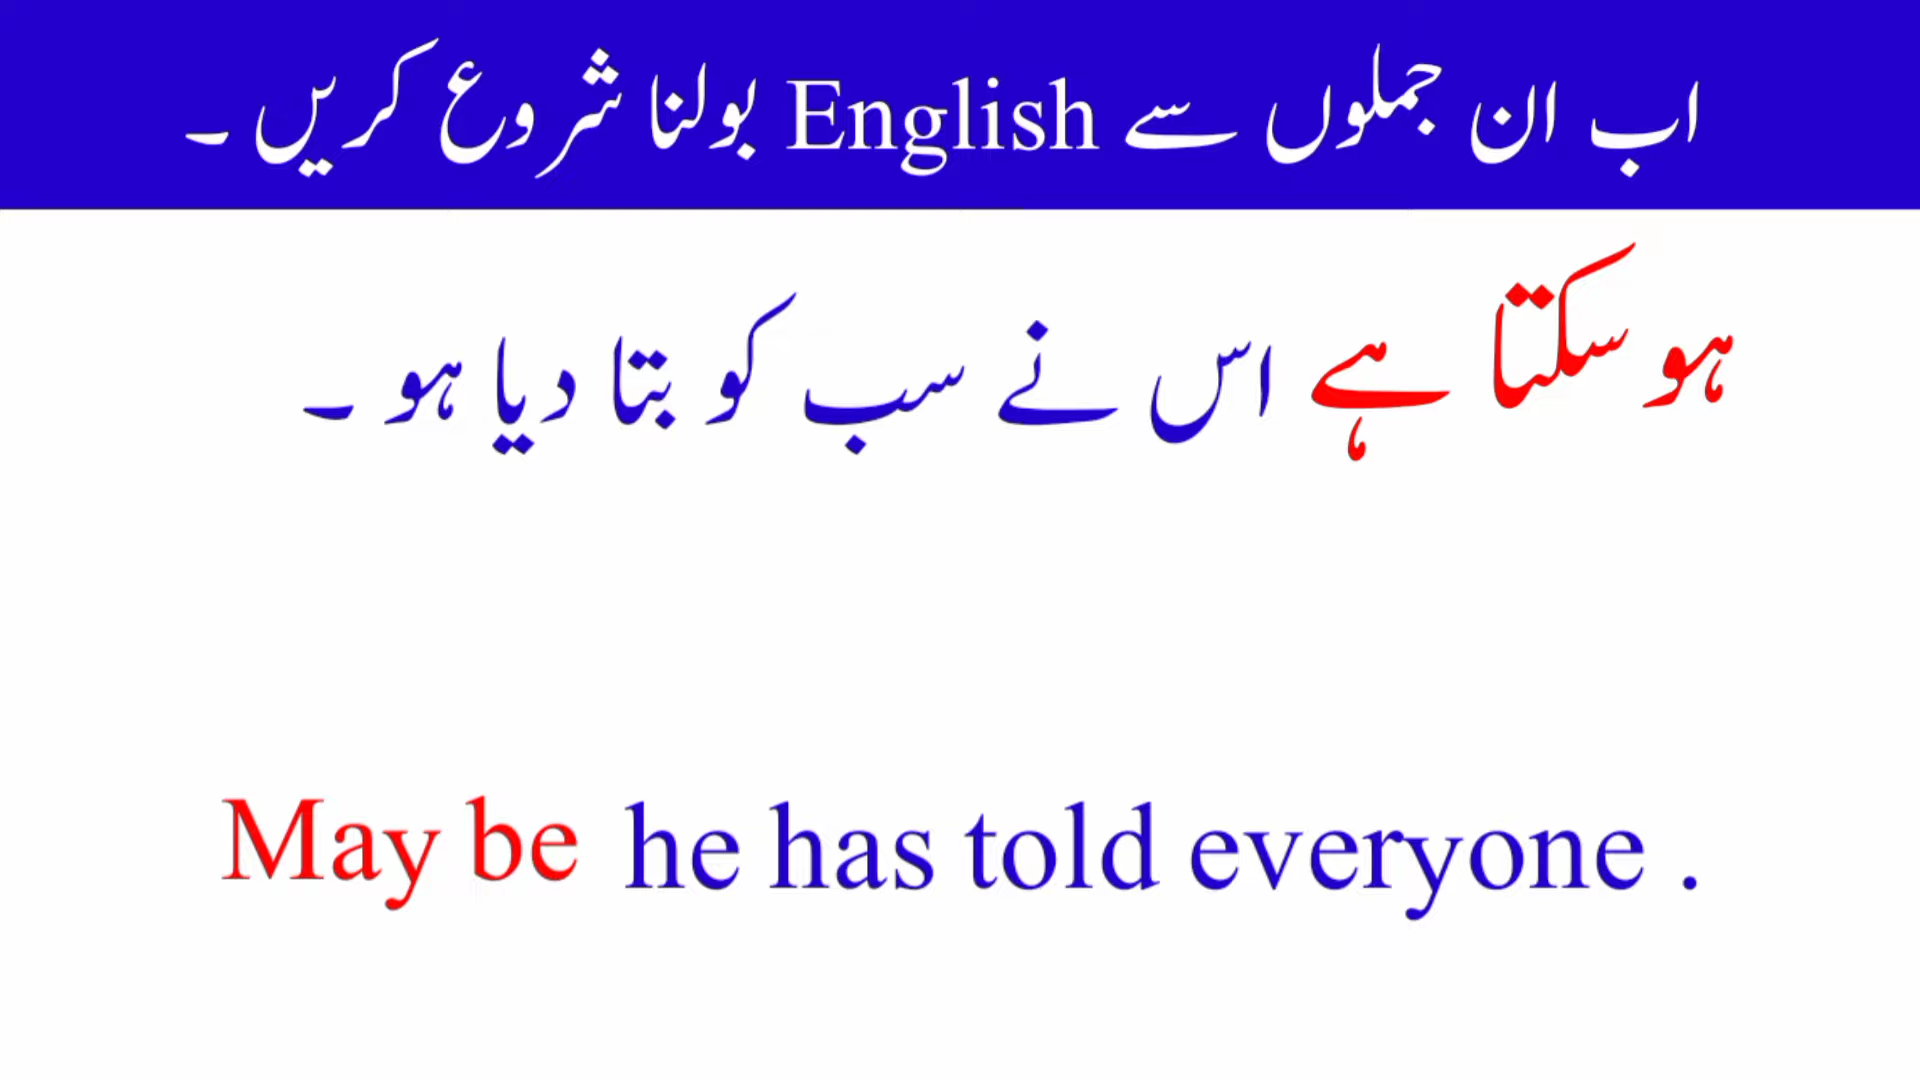 اب ان جملوں سے English بولنا شروع کریں ۔
ہو سکتا ہے اس نے سب کو بتا دیا ہو ۔
May be he has told everyone .